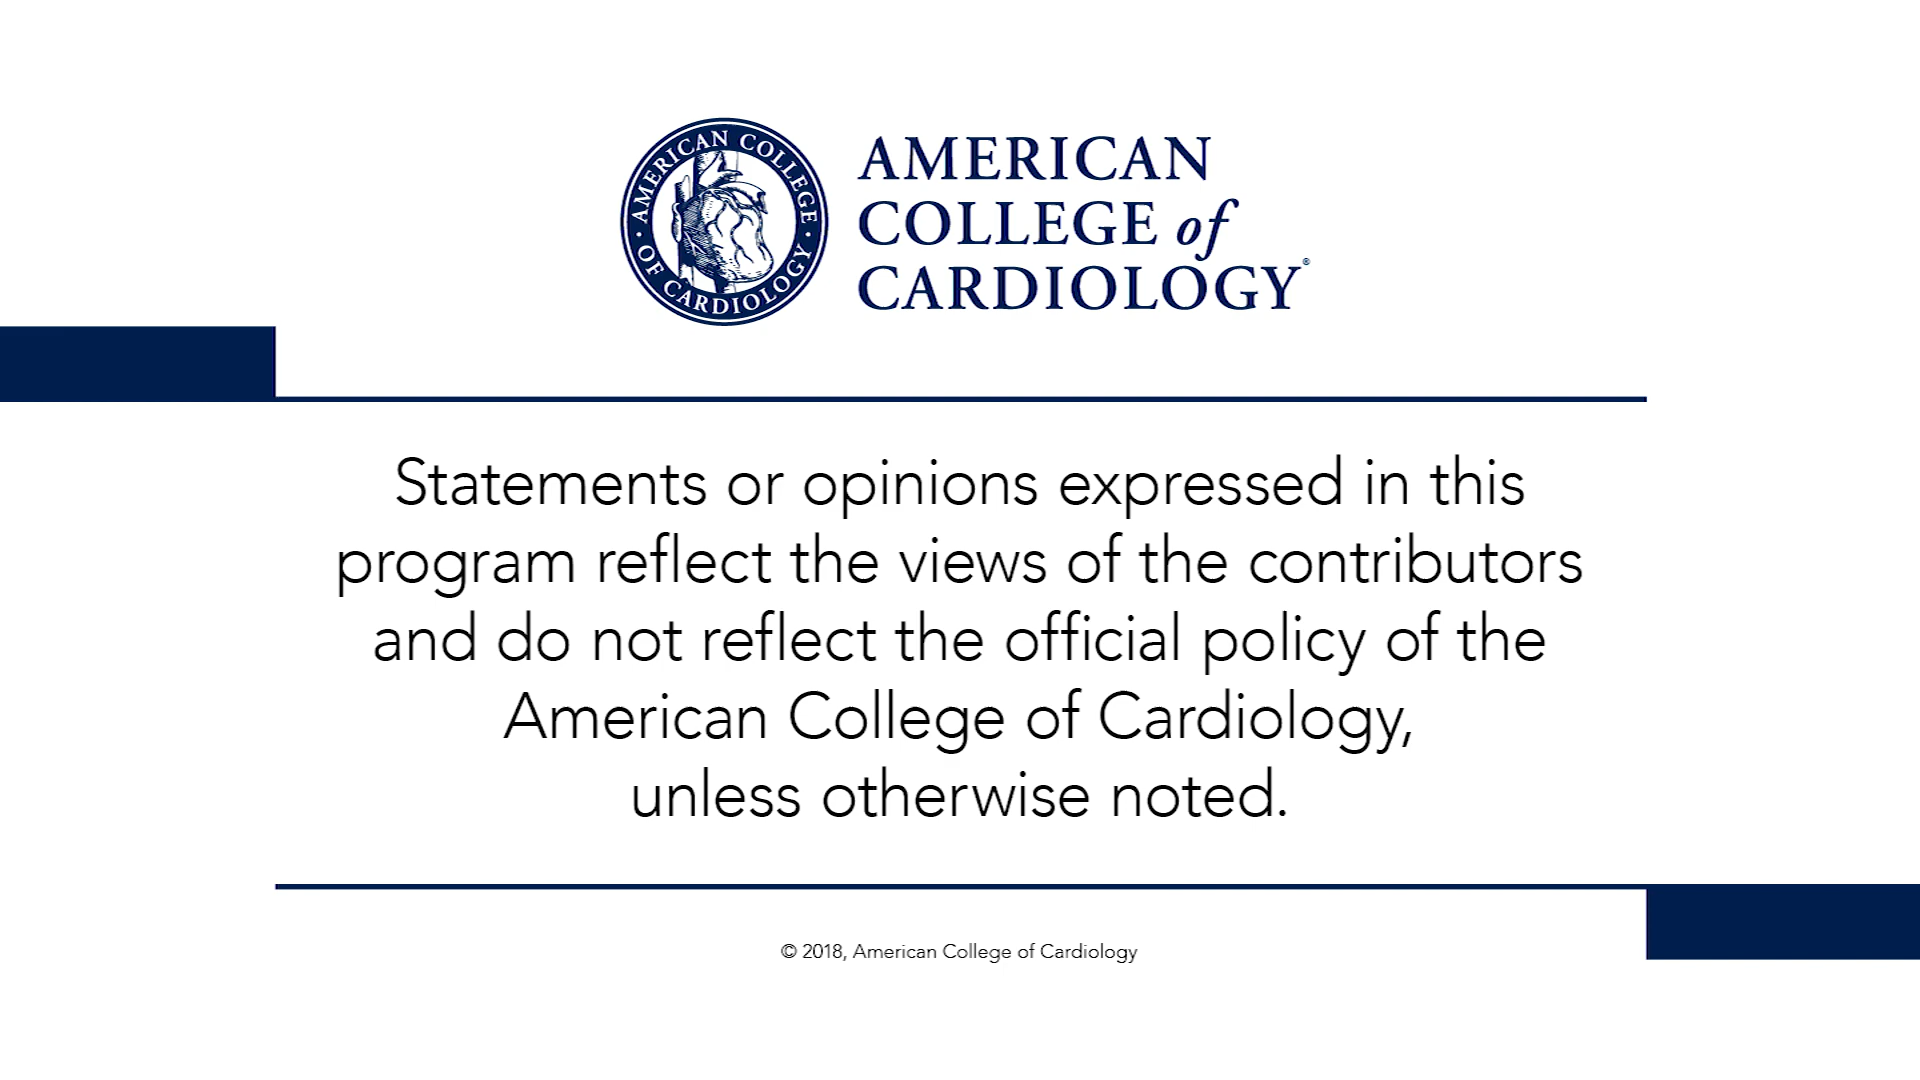 AMERICAN COLLEGE
· OF CARDIOLOGY ·
AMERICAN
COLLEGE of
CARDIOLOGY®
Statements or opinions expressed in this
program reflect the views of the contributors
and do not reflect the official policy of the
American College of Cardiology,
unless otherwise noted.
© 2018, American College of Cardiology